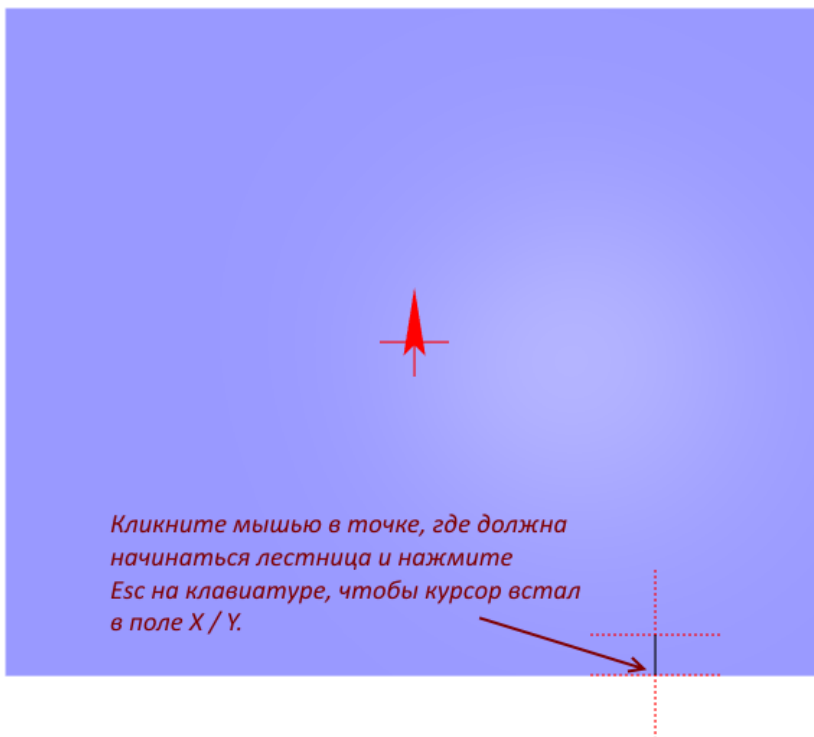 Кликните мышью в точке, где должна
начинаться лестница и нажмите
Esc на клавиатуре, чтобы курсор встал
в поле X / Y.